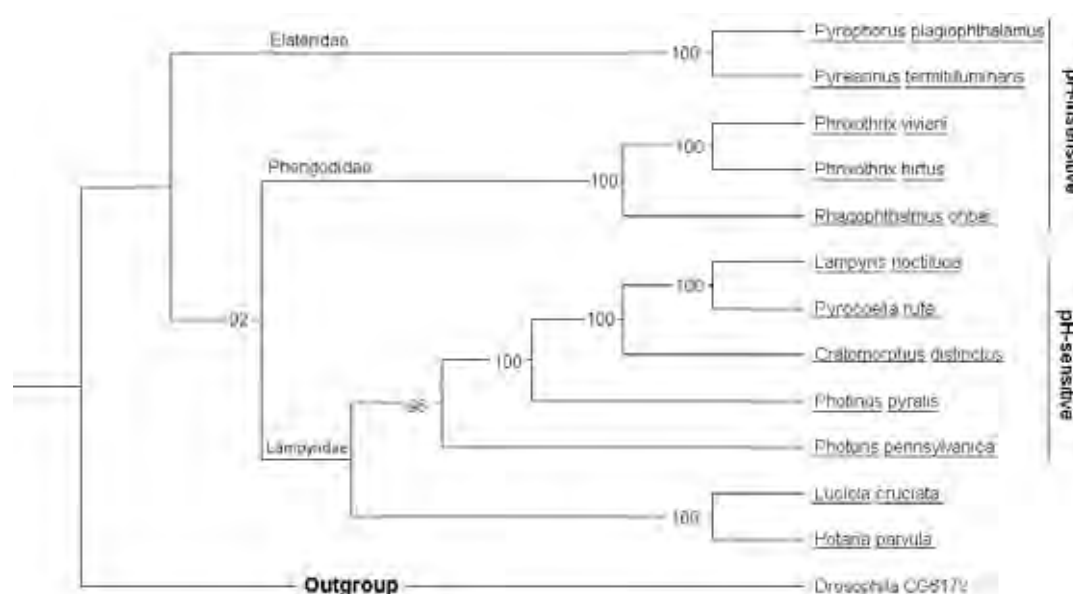 Elateridae
100
Pyrophorus plagiophthalamus
Pyrearinus termitilluminans
pH-insensitive
Phengodidae
100
100
Phrixothrix viviani
Phrixothrix hirtus
Rhagophthalmus ohbai
92
100
100
100
Lampyris noctiluca
Pyrocoelia rufa
Cratomorphus distinctus
Photinus pyralis
Photuris pennsylvanica
pH-sensitive
Lampyridae
100
Luciola cruciata
Hotaria parvula
Outgroup
Drosophila